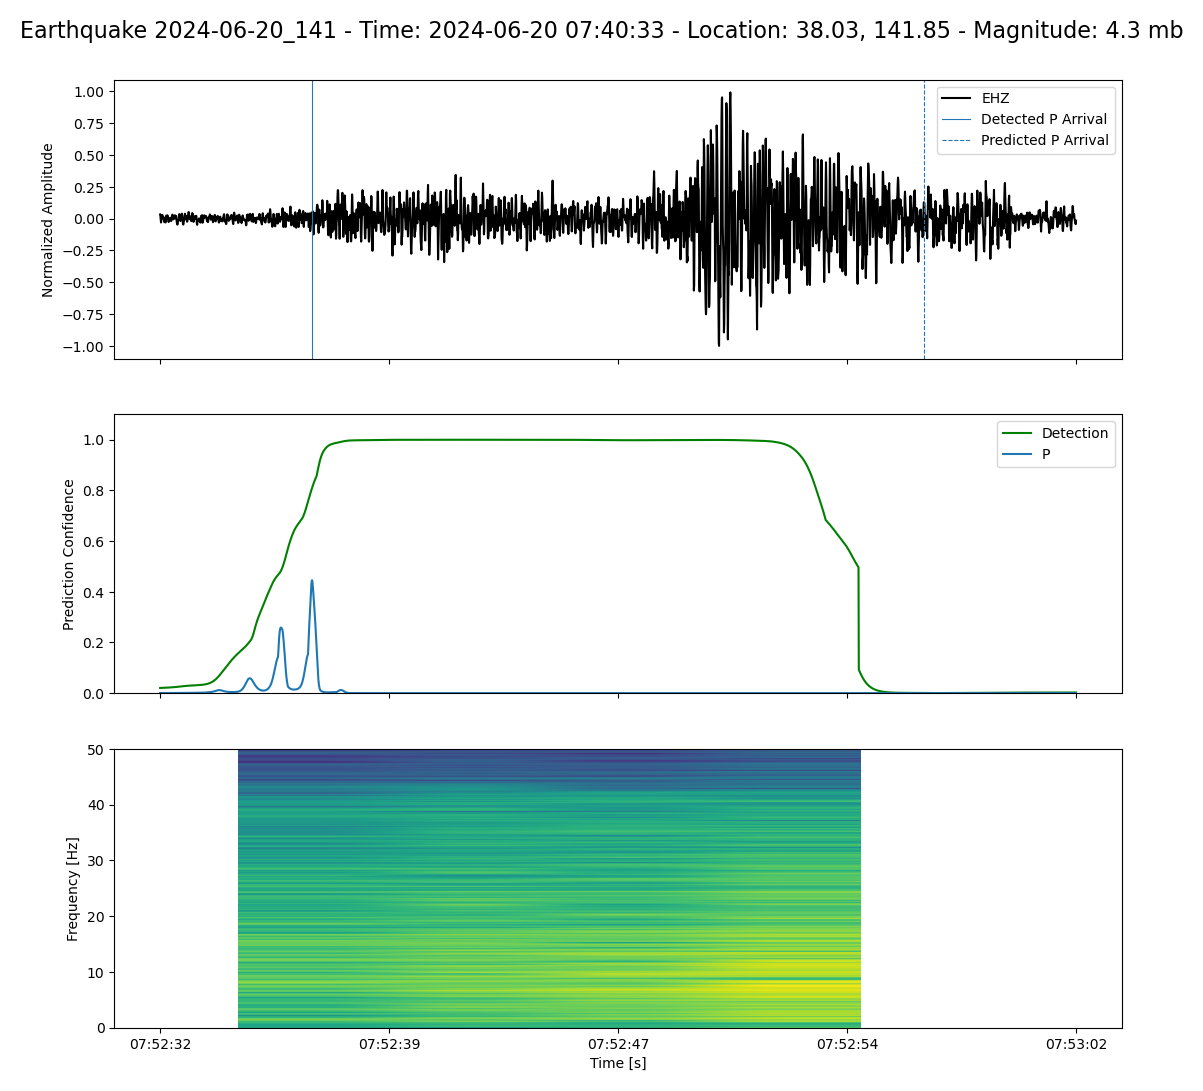 Earthquake 2024-06-20_141 - Time: 2024-06-20 07:40:33 - Location: 38.03, 141.85 - Magnitude: 4.3 mb
1.00
0.75
0.50
0.25
0.00
−0.25
−0.50
−0.75
−1.00
Normalized Amplitude
EHZ
Detected P Arrival
Predicted P Arrival
1.0
0.8
0.6
0.4
0.2
0.0
Prediction Confidence
Detection
P
50
40
30
20
10
0
Frequency [Hz]
07:52:32 07:52:39 07:52:47 07:52:54 07:53:02
Time [s]